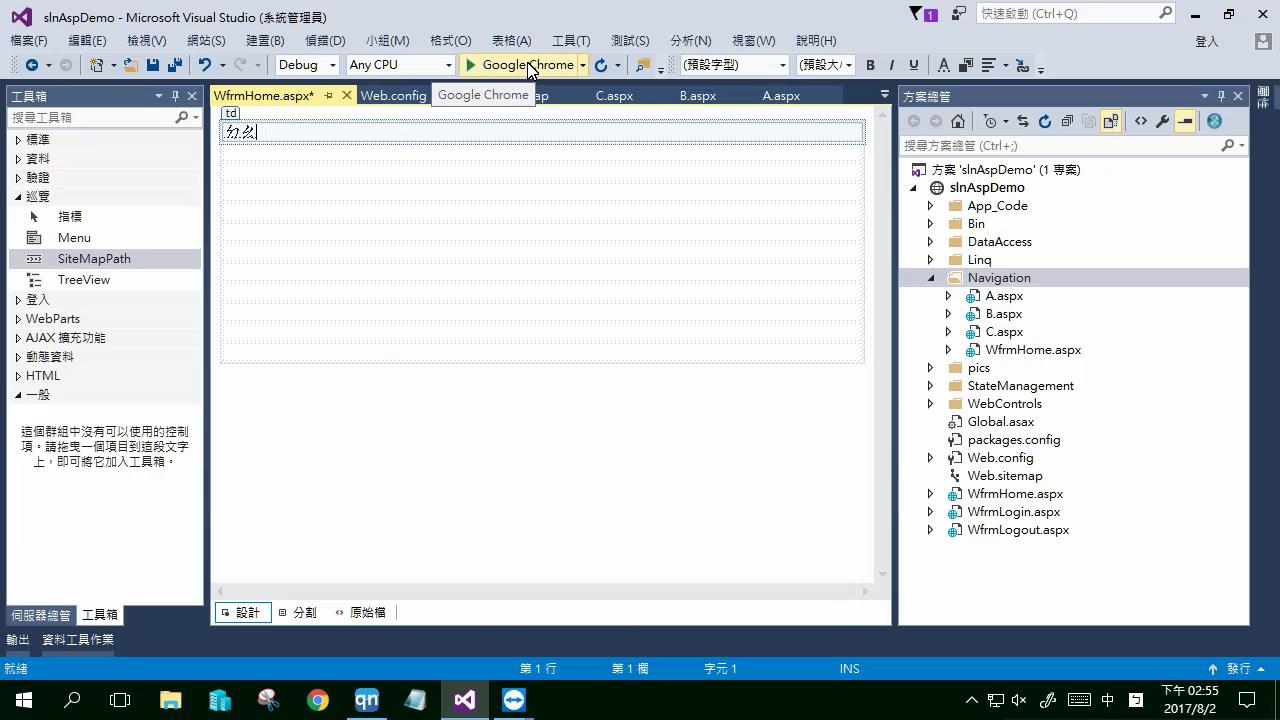 slnAspDemo - Microsoft Visual Studio (系統管理員)
1
快速啟動 (Ctrl+Q)
檔案(F) 編輯(E) 檢視(V) 網站(S) 建置(B) 偵錯(D) 小組(M) 格式(O) 表格(A) 工具(T) 測試(S) 分析(N) 視窗(W) 說明(H)
登入
Debug Any CPU Google Chrome (預設字型) (預設大小 B I U A
Google Chrome
工具箱
WfrmHome.aspx* Web.config ap C.aspx B.aspx A.aspx
方案總管
搜尋工具箱
td
ㄉㄠ
搜尋方案總管 (Ctrl+;)
標準
資料
驗證
巡覽
指標
Menu
SiteMapPath
TreeView
登入
WebParts
AJAX 擴充功能
動態資料
HTML
一般
這個群組中沒有可以使用的控制
項。請拖曳一個項目到這段文字
上，即可將它加入工具箱。
方案 'slnAspDemo' (1 專案)
slnAspDemo
App_Code
Bin
DataAccess
Linq
Navigation
A.aspx
B.aspx
C.aspx
WfrmHome.aspx
pics
StateManagement
WebControls
Global.asax
packages.config
Web.config
Web.sitemap
WfrmHome.aspx
WfrmLogin.aspx
WfrmLogout.aspx
設計 分割 原始檔
伺服器總管 工具箱
輸出 資料工具作業
就緒 第 1 行 第 1 欄 字元 1 INS 發行
qn
中 ㄅ
下午 02:55
2017/8/2